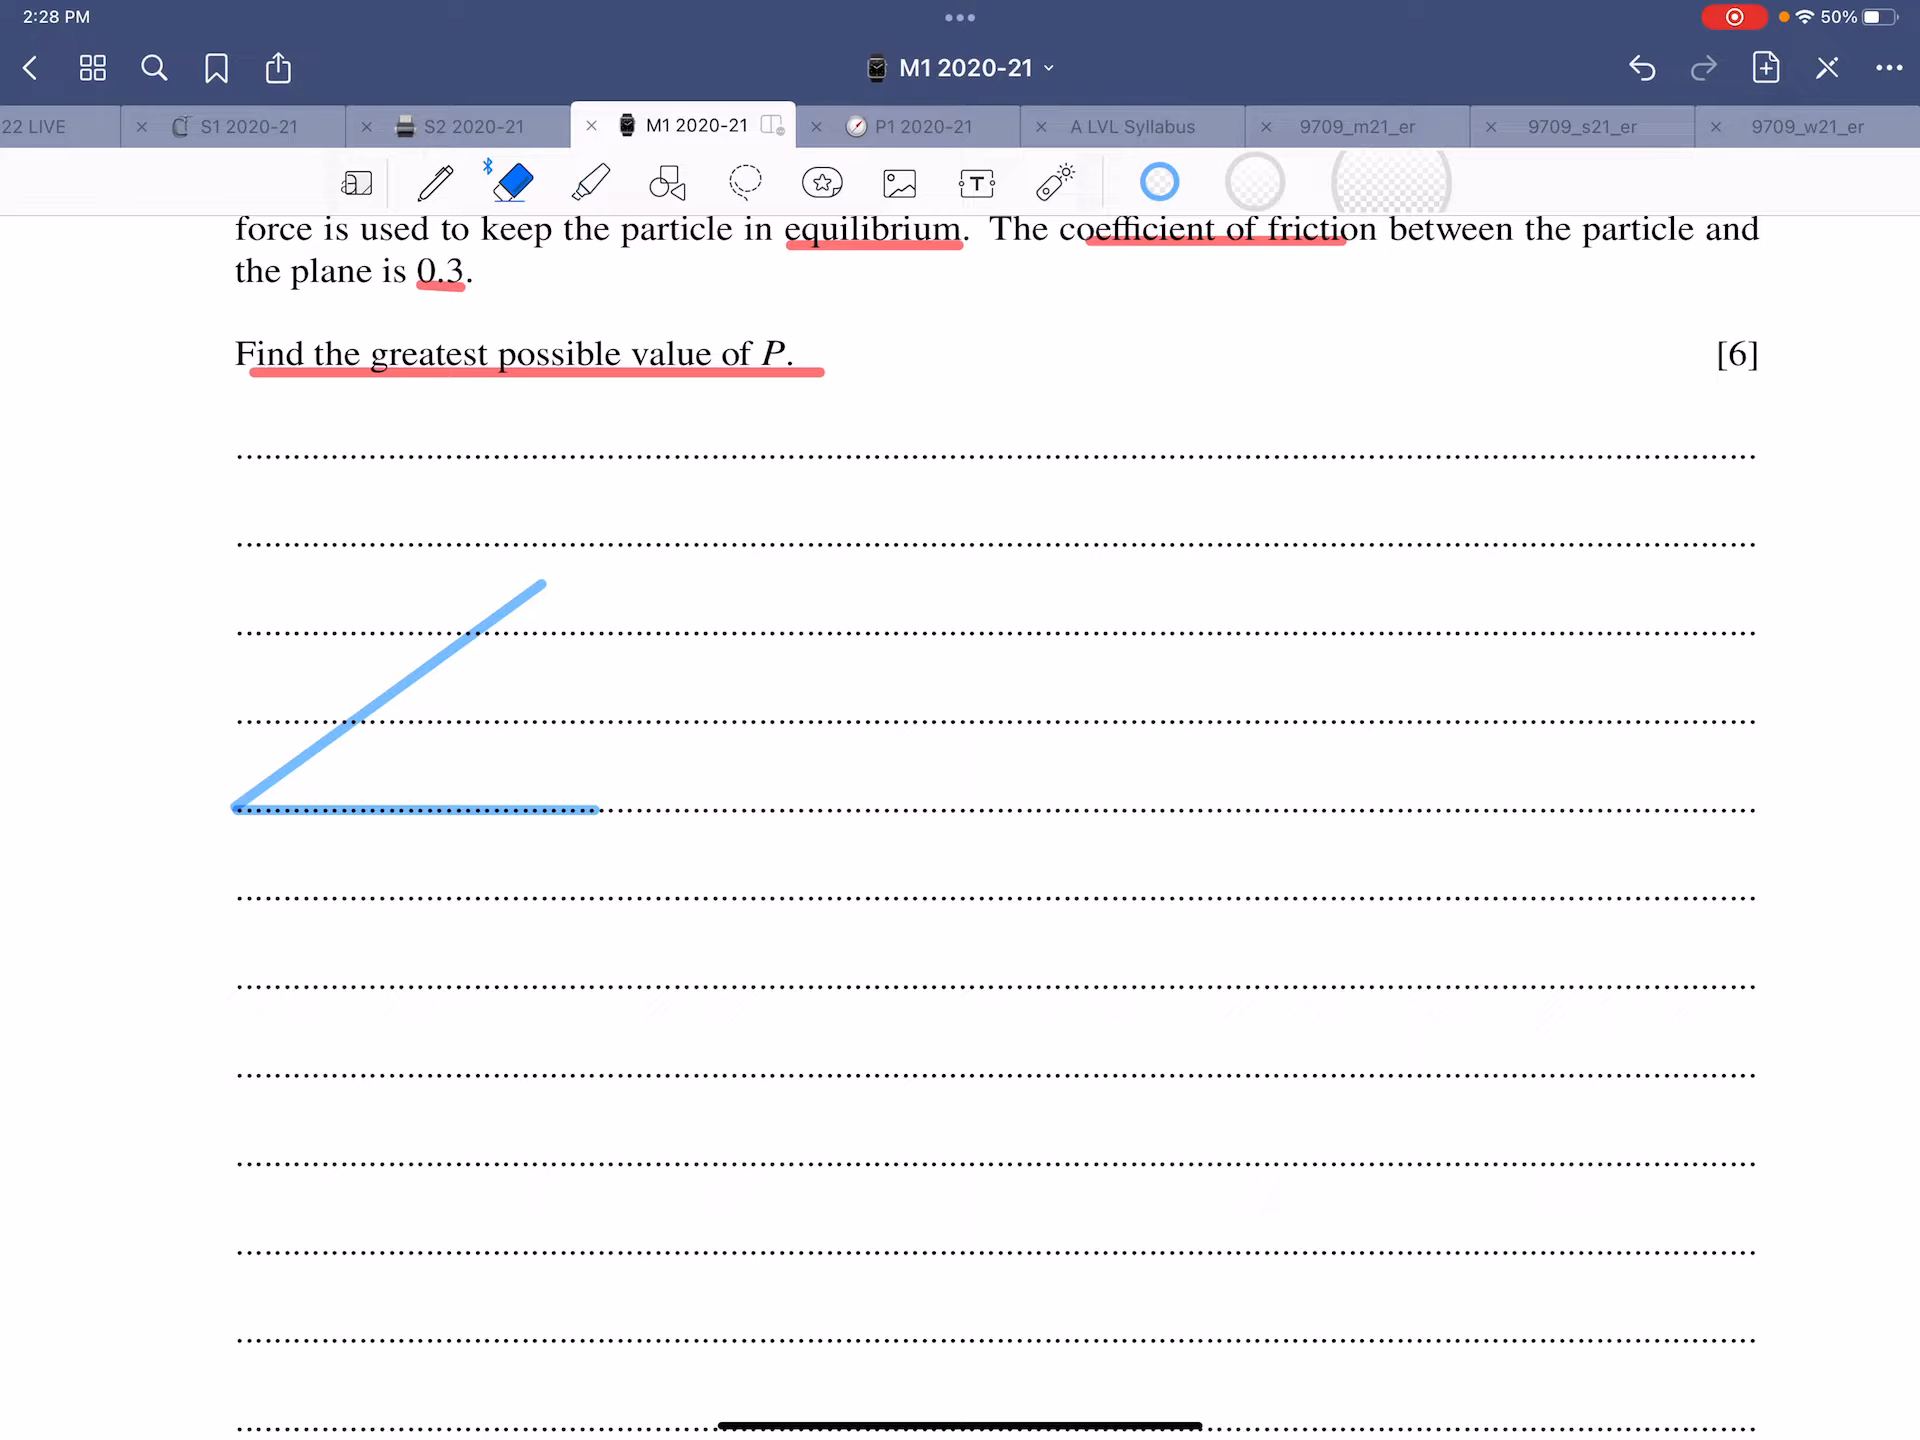 2:28 PM
50%
M1 2020-21
22 LIVE
S1 2020-21
S2 2020-21
M1 2020-21
P1 2020-21
A LVL Syllabus
9709_m21_er
9709_s21_er
9709_w21_er
force is used to keep the particle in equilibrium. The coefficient of friction between the particle and
the plane is 0.3.
Find the greatest possible value of P. [6]